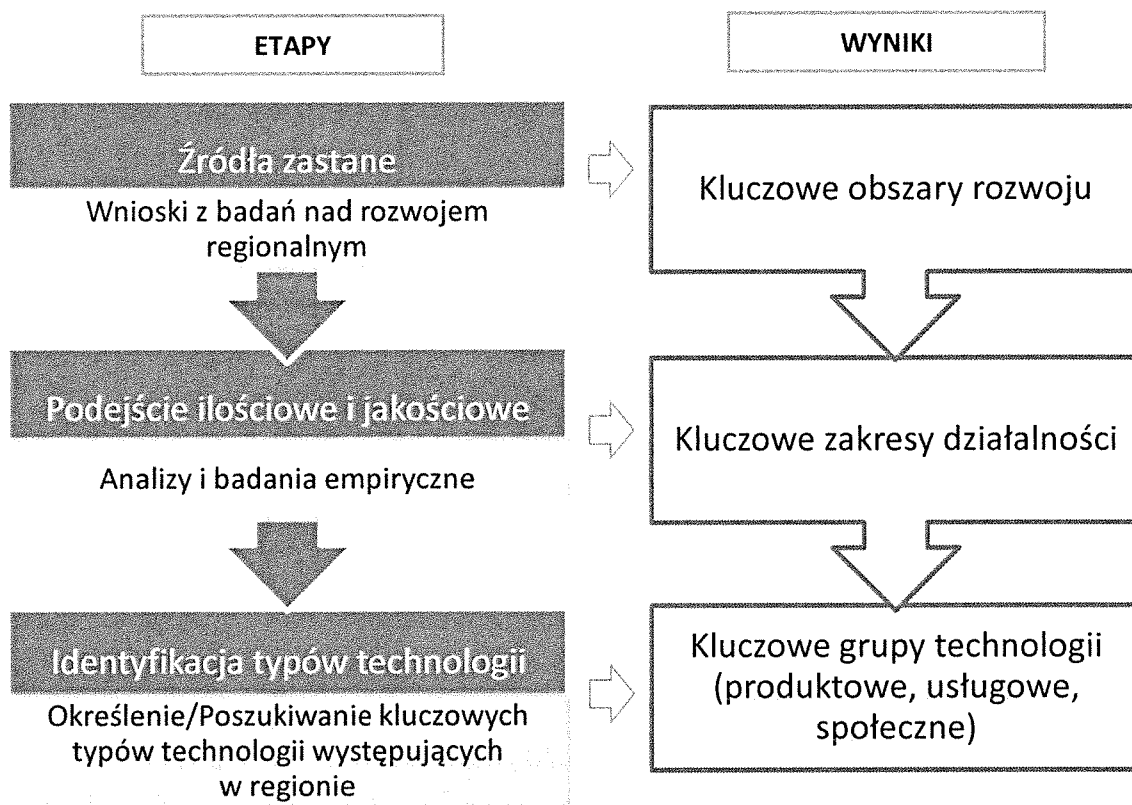 ETAPY
WYNIKI
Źródła zastane
Wnioski z badań nad rozwojem
regionalnym
Kluczowe obszary rozwoju
Podejście ilościowe i jakościowe
Analizy i badania empiryczne
Kluczowe zakresy działalności
Identyfikacja typów technologii
Określenie/Poszukiwanie kluczowych
typów technologii występujących
w regionie
Kluczowe grupy technologii
(produktowe, usługowe,
społeczne)